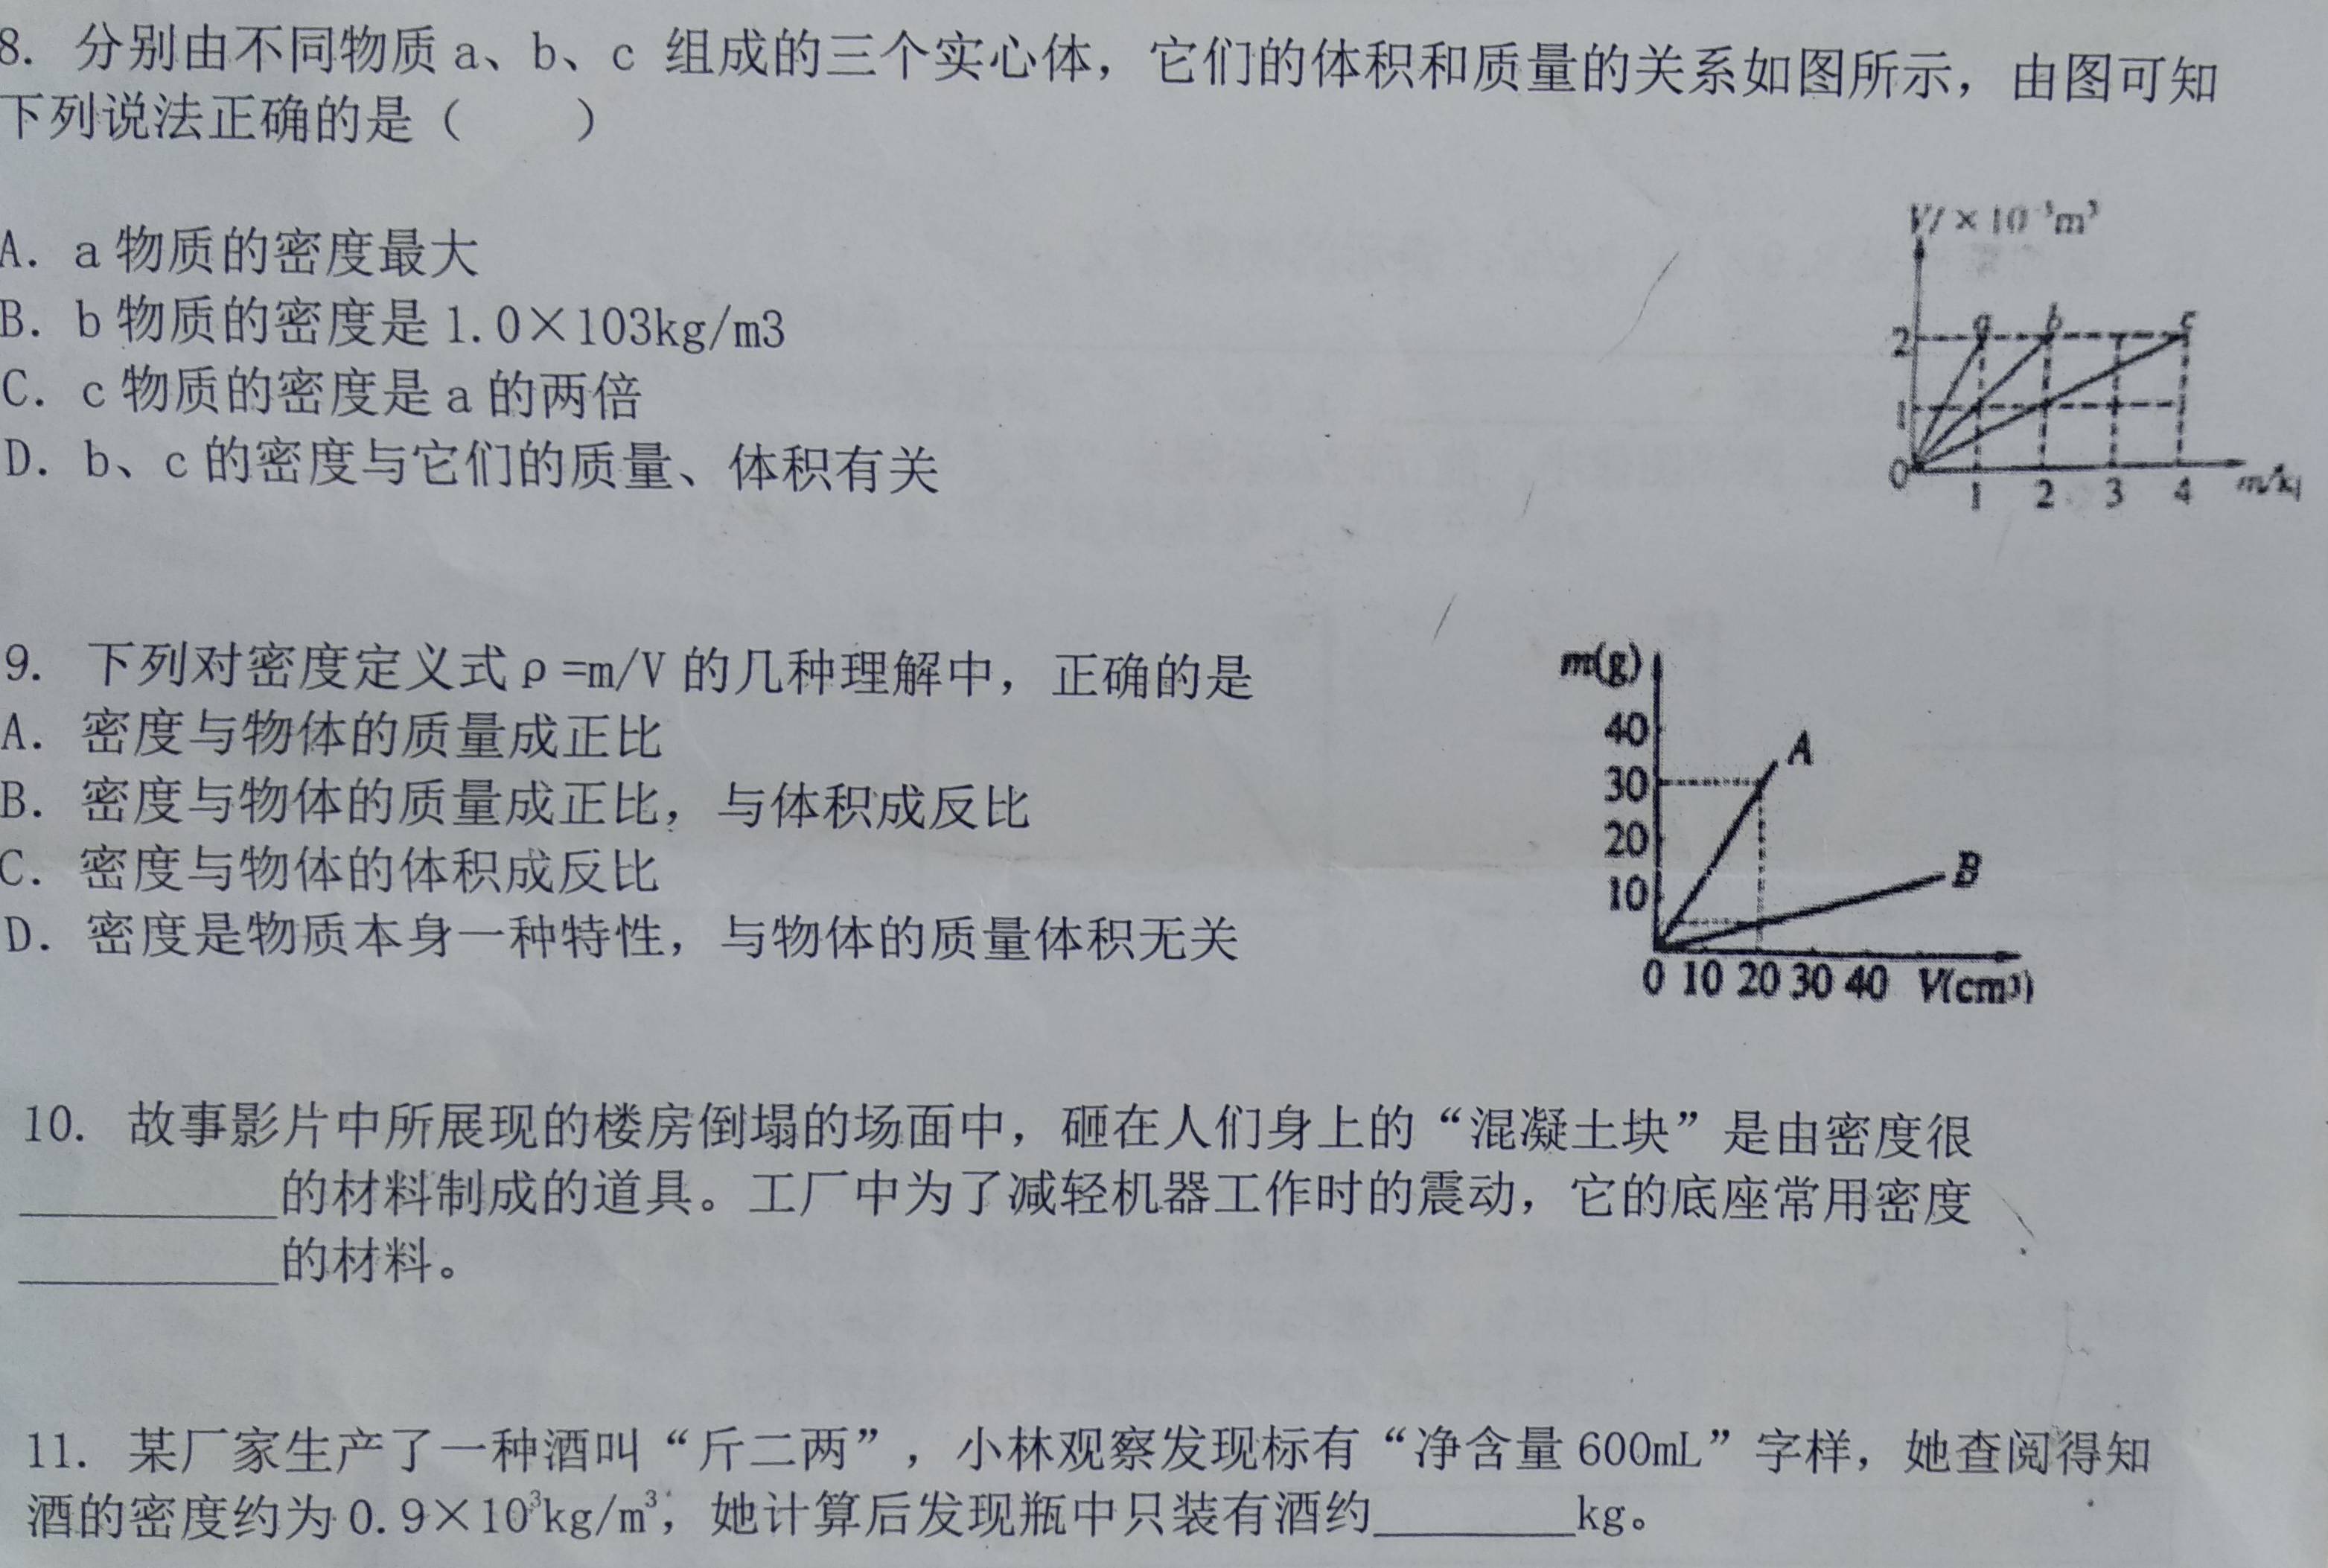 8. 分别由不同物质a、b、c 组成的三个实心体，它们的体积和质量的关系如图所示，由图可知
下列说法正确的是（　　）
V/×10⁻³m³
A. a物质的密度最大
B. b物质的密度是1.0×103kg/m3
C. c物质的密度是a的两倍
D. b、c的密度与它们的质量、体积有关
2 a b c
1
0 1 2 3 4
9. 下列对密度定义式ρ=m/V的几种理解中，正确的是
A. 密度与物体的质量成正比
B. 密度与物体的质量成正比，与体积成反比
C. 密度与物体的体积成反比
D. 密度是物质本身一种特性，与物体的质量体积无关
m(g)
40 A
30
20
10 B
0 10 20 30 40 V(cm³)
10. 故事影片中所展现的楼房倒塌的场面中，砸在人们身上的“混凝土块”是由密度很
________的材料制成的道具。工厂中为了减轻机器工作时的震动，它的底座常用密度
________的材料。
11. 某厂家生产了一种酒叫“斤二两”，小林观察发现标有“净含量600mL”字样，她查阅得知
酒的密度约为0.9×10³kg/m³，她计算后发现瓶中只装有酒约______kg。